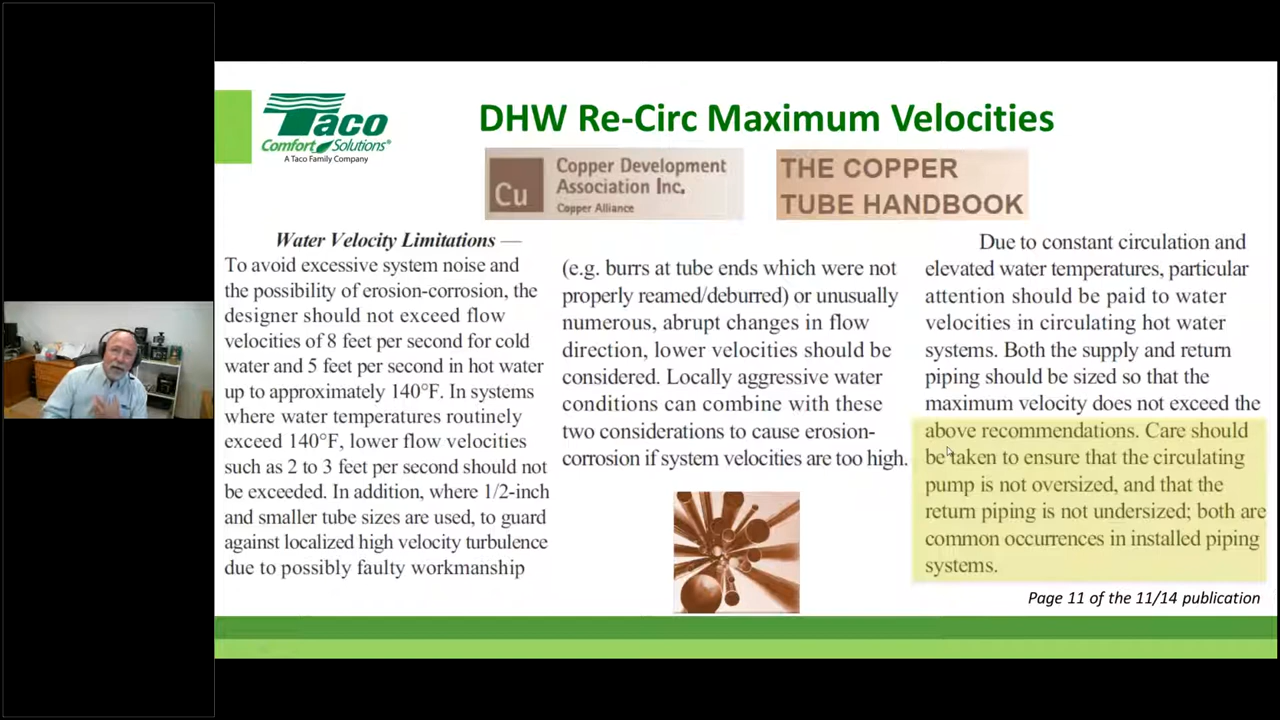 Taco
Comfort Solutions®
A Taco Family Company
DHW Re-Circ Maximum Velocities
Cu
Copper Development
Association Inc.
Copper Alliance
THE COPPER
TUBE HANDBOOK
Water Velocity Limitations —
To avoid excessive system noise and
the possibility of erosion-corrosion, the
designer should not exceed flow
velocities of 8 feet per second for cold
water and 5 feet per second in hot water
up to approximately 140°F. In systems
where water temperatures routinely
exceed 140°F, lower flow velocities
such as 2 to 3 feet per second should not
be exceeded. In addition, where 1/2-inch
and smaller tube sizes are used, to guard
against localized high velocity turbulence
due to possibly faulty workmanship
(e.g. burrs at tube ends which were not
properly reamed/deburred) or unusually
numerous, abrupt changes in flow
direction, lower velocities should be
considered. Locally aggressive water
conditions can combine with these
two considerations to cause erosion-
corrosion if system velocities are too high.
Due to constant circulation and
elevated water temperatures, particular
attention should be paid to water
velocities in circulating hot water
systems. Both the supply and return
piping should be sized so that the
maximum velocity does not exceed the
above recommendations. Care should
be taken to ensure that the circulating
pump is not oversized, and that the
return piping is not undersized; both are
common occurrences in installed piping
systems.
Page 11 of the 11/14 publication